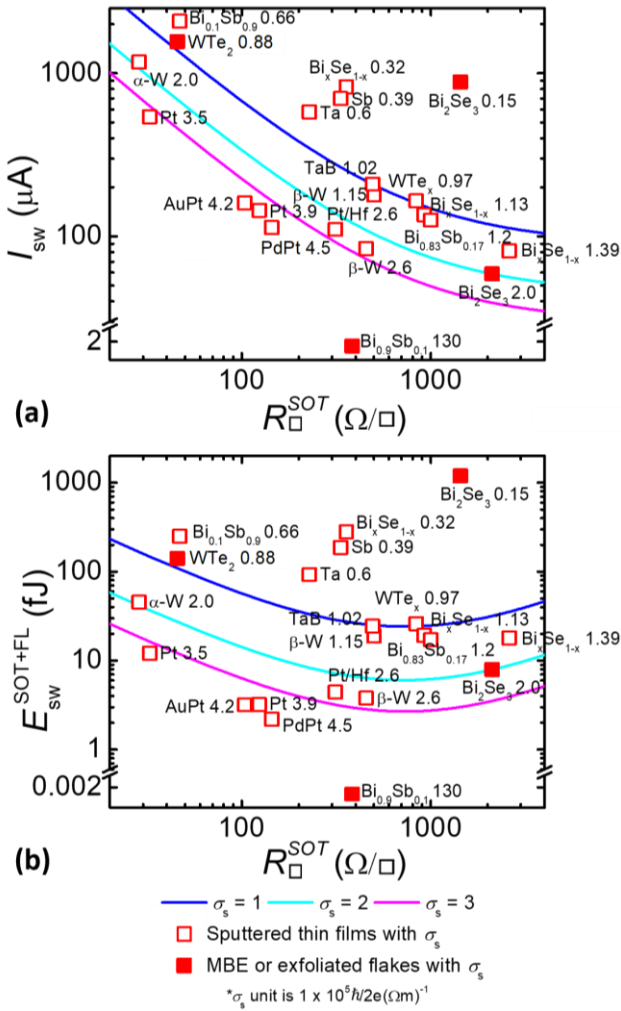 Bi0.1Sb0.9 0.66
WTe2 0.88
1000
α-W 2.0
BixSe1-x 0.32
Sb 0.39
Bi2Se3 0.15
Pt 3.5
Ta 0.6
TaB 1.02
WTex 0.97
β-W 1.15
BixSe1-x 1.13
AuPt 4.2
Pt 3.9
Pt/Hf 2.6
100
Bi0.83Sb0.17 1.2
BixSe1-x 1.39
PdPt 4.5
β-W 2.6
Bi2Se3 2.0
2
Bi0.9Sb0.1 130
Isw (μA)
100
1000
(a)
R□SOT (Ω/□)
1000
Bi2Se3 0.15
Bi0.1Sb0.9 0.66
BixSe1-x 0.32
WTe2 0.88
Sb 0.39
100
Ta 0.6
α-W 2.0
WTex 0.97
TaB 1.02
BixSe1-x 1.13
β-W 1.15
BixSe1-x 1.39
Pt 3.5
Bi0.83Sb0.17 1.2
10
Pt/Hf 2.6
Bi2Se3 2.0
AuPt 4.2
Pt 3.9
β-W 2.6
PdPt 4.5
1
0.002
Bi0.9Sb0.1 130
EswSOT+FL (fJ)
100
1000
(b)
R□SOT (Ω/□)
σs = 1 σs = 2 σs = 3
Sputtered thin films with σs
MBE or exfoliated flakes with σs
*σs unit is 1 x 10⁵ℏ/2e(Ωm)⁻¹